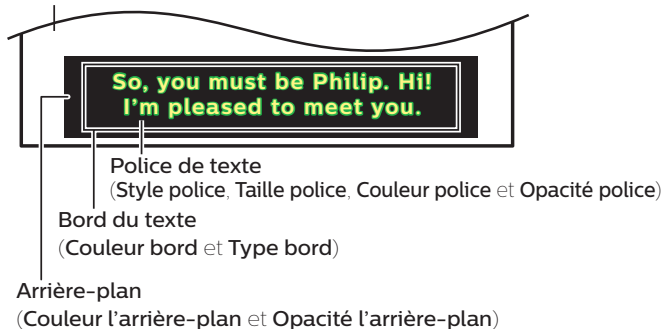 So, you must be Philip. Hi!
I'm pleased to meet you.
Police de texte
(Style police, Taille police, Couleur police et Opacité police)
Bord du texte
(Couleur bord et Type bord)
Arrière-plan
(Couleur l'arrière-plan et Opacité l'arrière-plan)